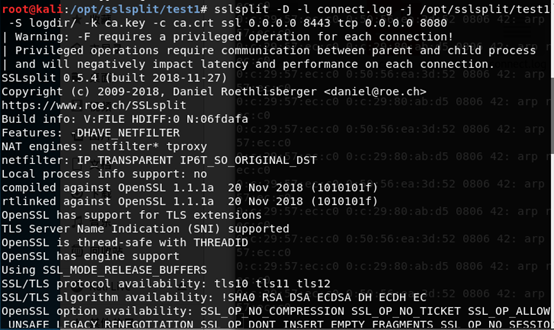 root@kali:/opt/sslsplit/test1# sslsplit -D -l connect.log -j /opt/sslsplit/test1
-S logdir/ -k ca.key -c ca.crt ssl 0.0.0.0 8443 tcp 0.0.0.0 8080
| Warning: -F requires a privileged operation for each connection!
| Privileged operations require communication between parent and child process
| and will negatively impact latency and performance on each connection.
SSLsplit 0.5.4 (built 2018-11-27)
Copyright (c) 2009-2018, Daniel Roethlisberger <daniel@roe.ch>
https://www.roe.ch/SSLsplit
Build info: V:FILE HDIFF:0 N:06fdafa
Features: -DHAVE_NETFILTER
NAT engines: netfilter* tproxy
netfilter: IP_TRANSPARENT IP6T_SO_ORIGINAL_DST
Local process info support: no
compiled against OpenSSL 1.1.1a  20 Nov 2018 (1010101f)
rtlinked against OpenSSL 1.1.1a  20 Nov 2018 (1010101f)
OpenSSL has support for TLS extensions
TLS Server Name Indication (SNI) supported
OpenSSL is thread-safe with THREADID
OpenSSL has engine support
Using SSL_MODE_RELEASE_BUFFERS
SSL/TLS protocol availability: tls10 tls11 tls12
SSL/TLS algorithm availability: !SHA0 RSA DSA ECDSA DH ECDH EC
OpenSSL option availability: SSL_OP_NO_COMPRESSION SSL_OP_NO_TICKET SSL_OP_ALLOW
_UNSAFE_LEGACY_RENEGOTIATION SSL_OP_DONT_INSERT_EMPTY_FRAGMENTS SSL_OP_NO_SESSI